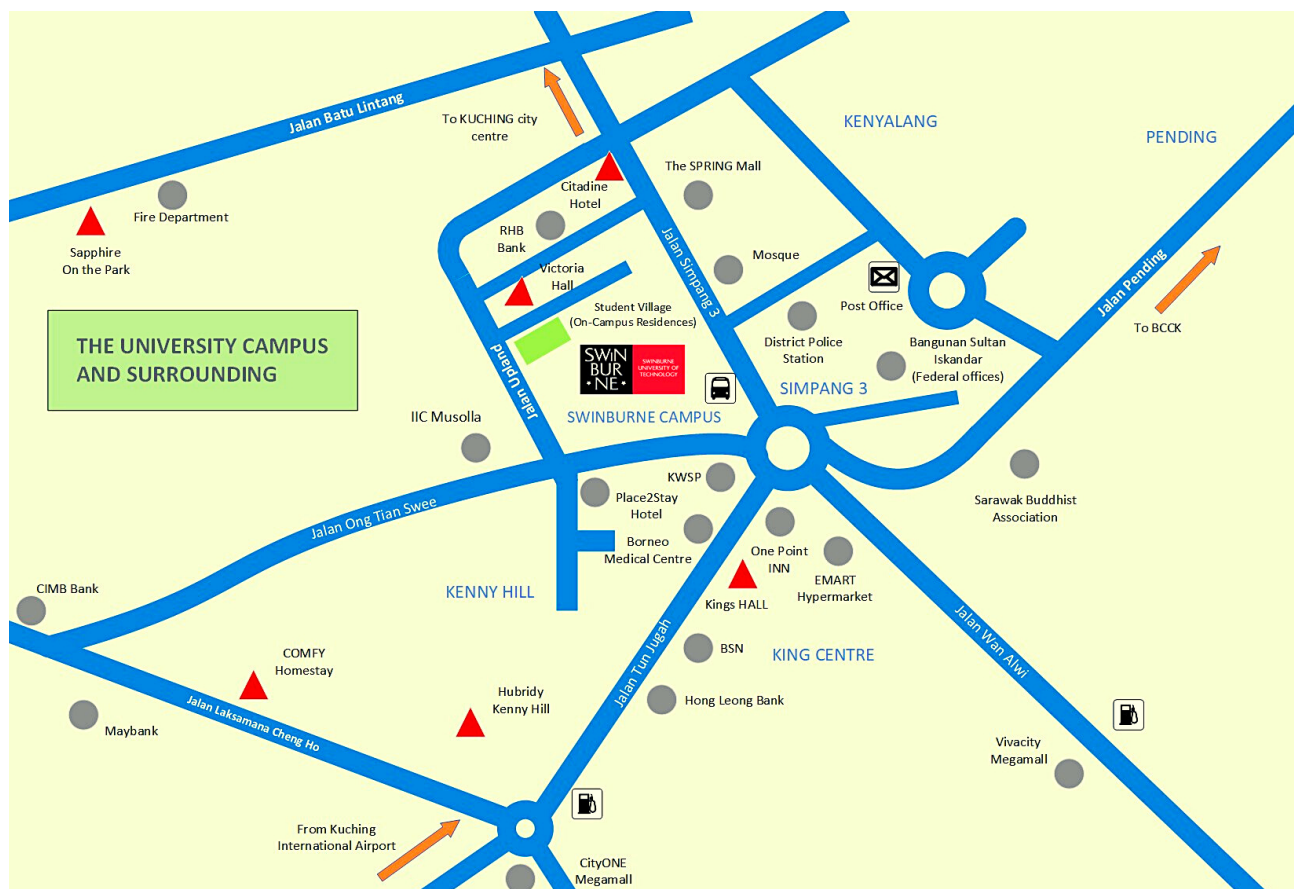 Jalan Batu Lintang
To KUCHING city
centre
KENYALANG
PENDING
The SPRING Mall
Citadine
Hotel
Fire Department
RHB
Bank
Jalan Simpang 3
Sapphire
On the Park
Mosque
Victoria
Hall
Jalan Pending
Post Office
Student Village
(On-Campus Residences)
To BCCK
THE UNIVERSITY CAMPUS
AND SURROUNDING
District Police
Station
Bangunan Sultan
Iskandar
(Federal offices)
SWiN
BUR
*NE*
SWINBURNE
UNIVERSITY OF
TECHNOLOGY
Jalan Upland
SIMPANG 3
IIC Musolla
SWINBURNE CAMPUS
KWSP
Place2Stay
Hotel
Sarawak Buddhist
Association
Jalan Ong Tian Swee
Borneo
Medical Centre
One Point
INN
EMART
Hypermarket
CIMB Bank
KENNY HILL
Kings HALL
Jalan Wan Alwi
COMFY
Homestay
Jalan Tun Jugah
BSN
KING CENTRE
Hubridy
Kenny Hill
Hong Leong Bank
Jalan Laksamana Cheng Ho
Maybank
Vivacity
Megamall
From Kuching
International Airport
CityONE
Megamall